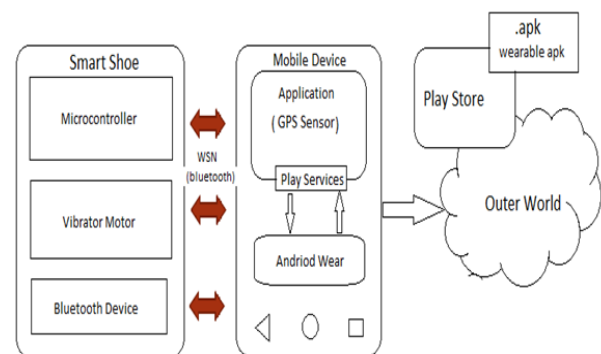 Smart Shoe
Microcontroller
Vibrator Motor
Bluetooth Device
WSN
(bluetooth)
Mobile Device
Application
( GPS Sensor)
Play Services
Andriod Wear
.apk
wearable apk
Play Store
Outer World